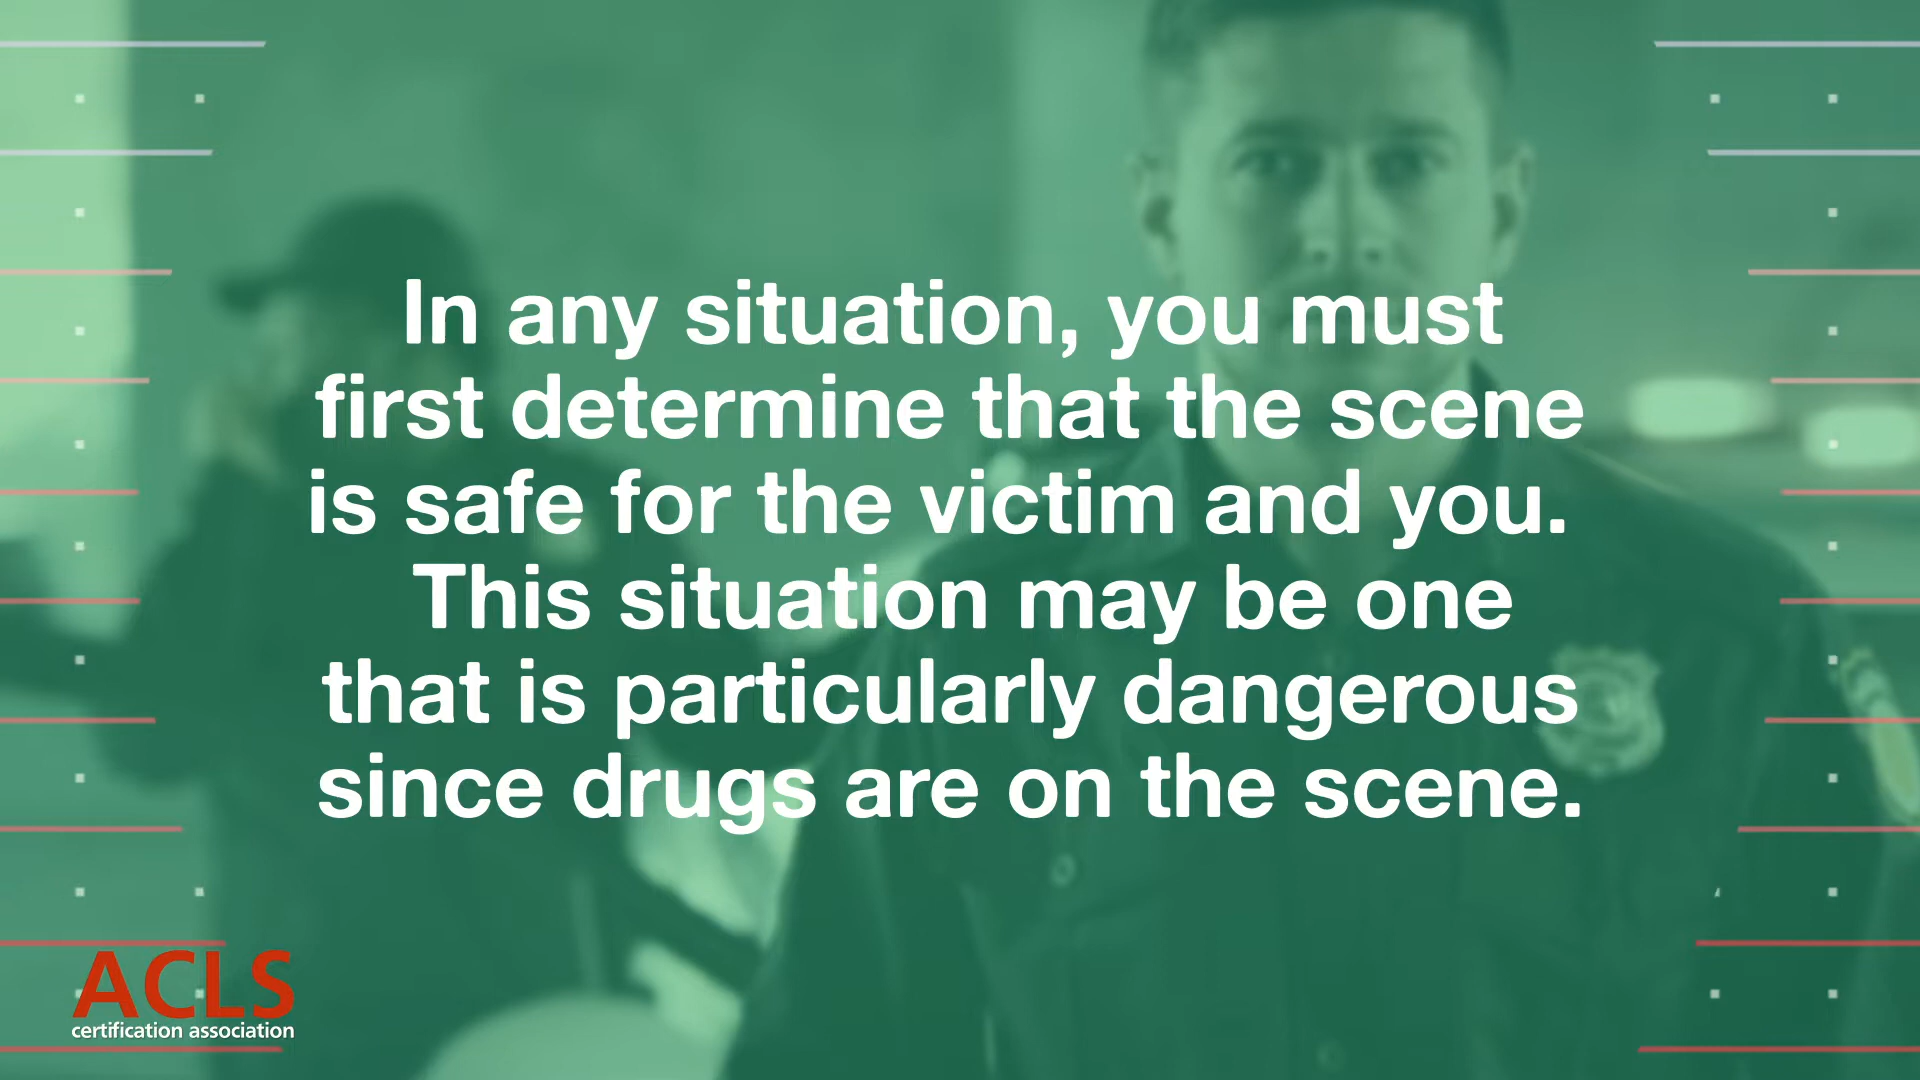 In any situation, you must
first determine that the scene
is safe for the victim and you.
This situation may be one
that is particularly dangerous
since drugs are on the scene.
ACLS
certification association